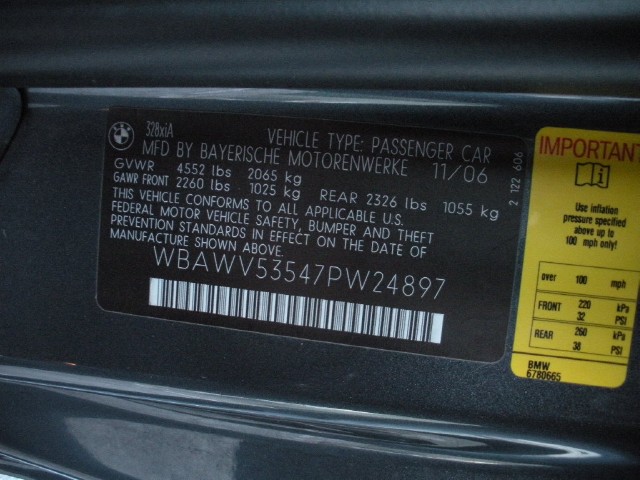 BMW
328xiA
VEHICLE TYPE: PASSENGER CAR
MFD BY BAYERISCHE MOTORENWERKE 11/06
GVWR 4552 lbs 2065 kg
GAWR FRONT 2260 lbs 1025 kg REAR 2326 lbs 1055 kg
THIS VEHICLE CONFORMS TO ALL APPLICABLE U.S.
FEDERAL MOTOR VEHICLE SAFETY, BUMPER AND THEFT
PREVENTION STANDARDS IN EFFECT ON THE DATE OF
MANUFACTURE SHOWN ABOVE.
WBAWV53547PW24897
2 122 606
IMPORTANT
Use inflation
pressure specified
above for up to
100 mph only!
over 100 mph
FRONT 220 kPa
32 PSI
REAR 260 kPa
38 PSI
BMW
6780665